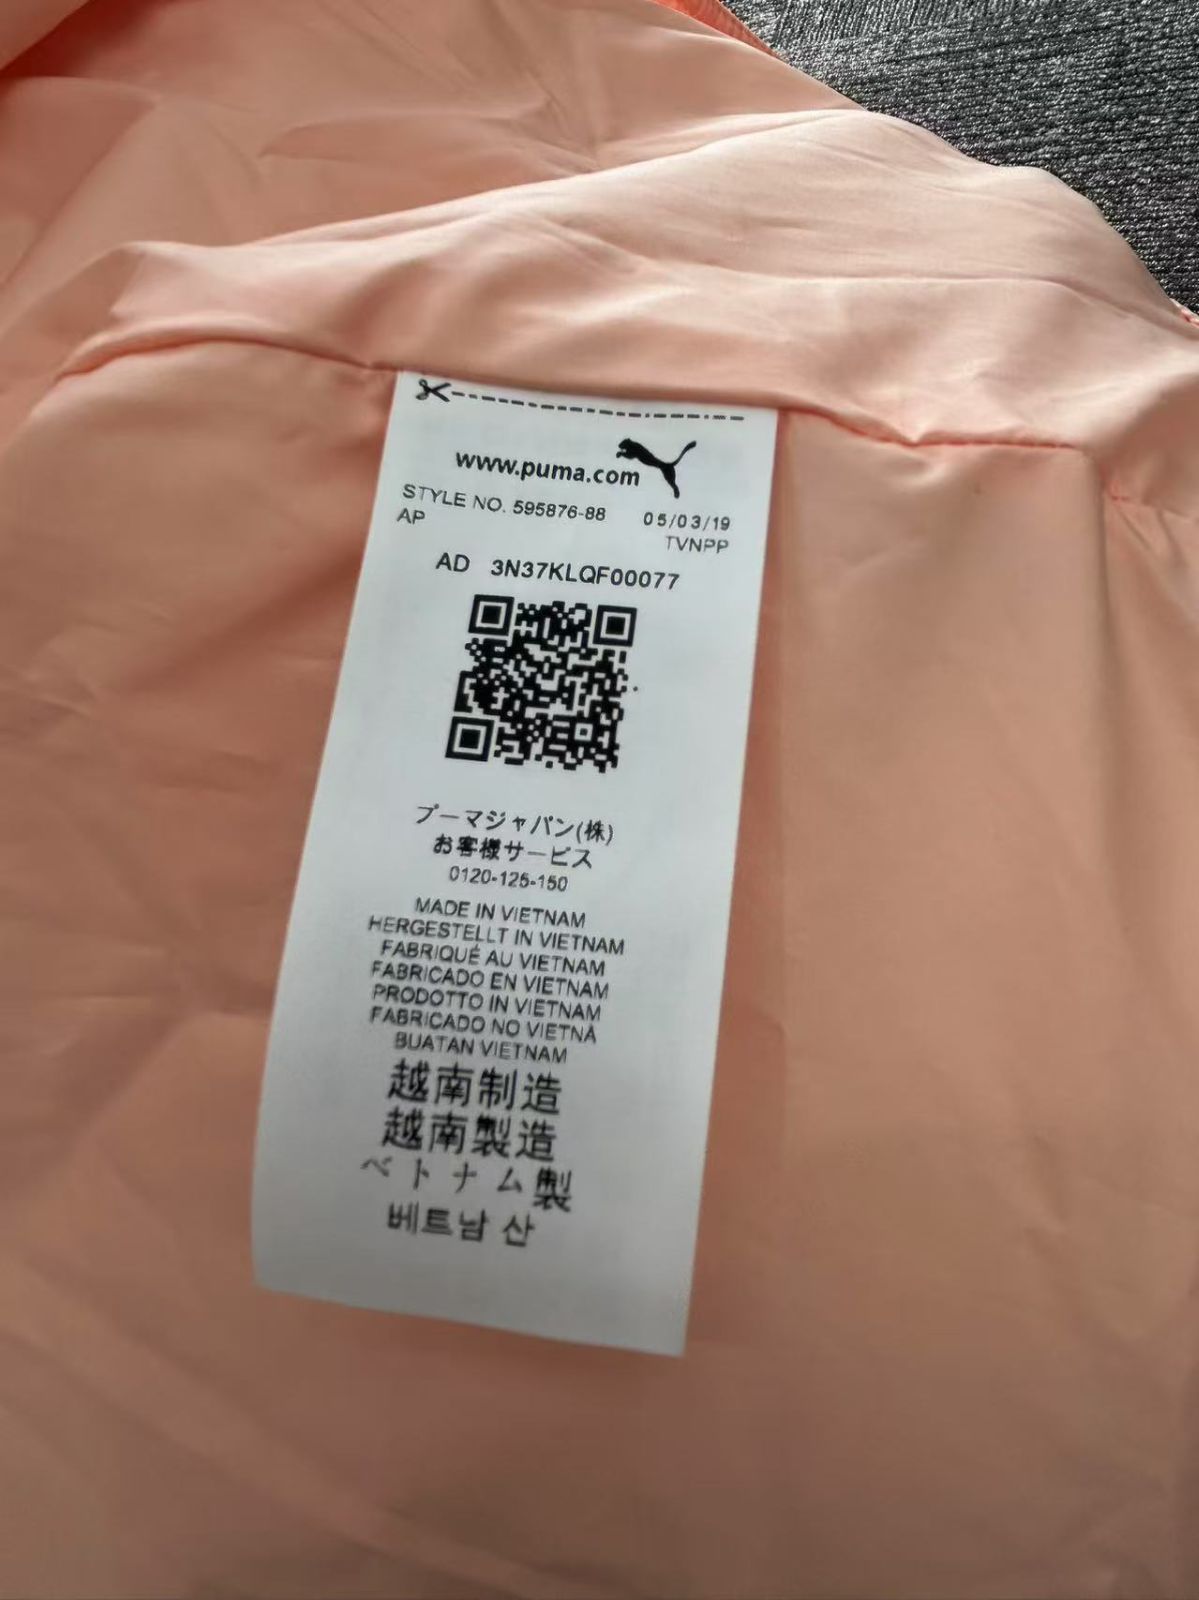 www.puma.com
STYLE NO. 595876-88 05/03/19
AP TVNPP
AD 3N37KLQF00077
プーマジャパン(株)
お客様サービス
0120-125-150
MADE IN VIETNAM
HERGESTELLT IN VIETNAM
FABRIQUÉ AU VIETNAM
FABRICADO EN VIETNAM
PRODOTTO IN VIETNAM
FABRICADO NO VIETNÃ
BUATAN VIETNAM
越南制造
越南製造
ベトナム製
베트남 산